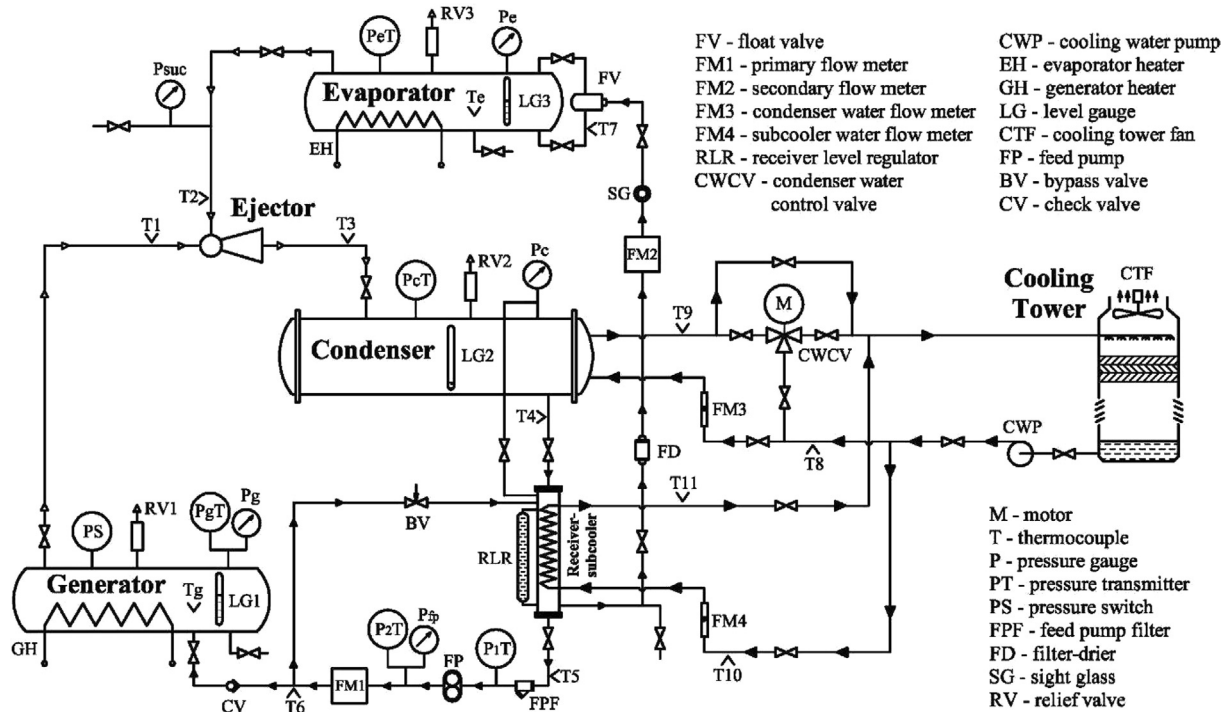 RV3
Pe
PeT
Psuc
Evaporator
Te
LG3
FV
T7
EH
T2
Ejector
T1
T3
SG
FM2
RV2
Pc
PcT
Condenser
LG2
T4
T9
M
CWCV
FM3
T8
CWP
Cooling
Tower
CTF
FD
T11
BV
RLR
Receiver-
subcooler
FM4
T10
PS
RV1
PgT
Pg
Generator
Tg
LG1
GH
CV
T6
FM1
P2T
Pfp
FP
P1T
FPF
T5
FV - float valve
FM1 - primary flow meter
FM2 - secondary flow meter
FM3 - condenser water flow meter
FM4 - subcooler water flow meter
RLR - receiver level regulator
CWCV - condenser water
control valve
CWP - cooling water pump
EH - evaporator heater
GH - generator heater
LG - level gauge
CTF - cooling tower fan
FP - feed pump
BV - bypass valve
CV - check valve
M - motor
T - thermocouple
P - pressure gauge
PT - pressure transmitter
PS - pressure switch
FPF - feed pump filter
FD - filter-drier
SG - sight glass
RV - relief valve